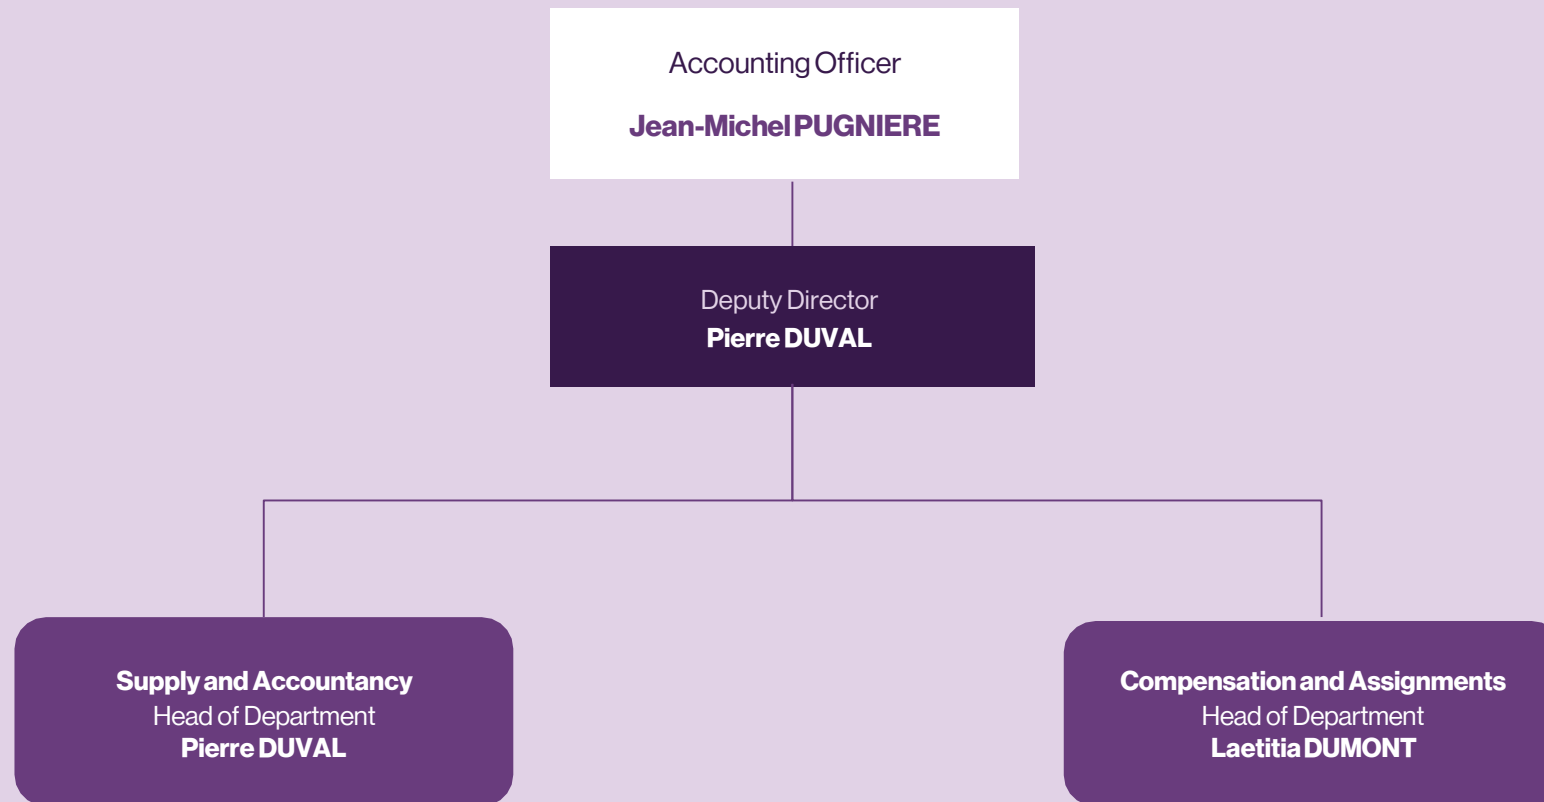 Accounting Officer
Jean-Michel PUGNIERE
Deputy Director
Pierre DUVAL
Supply and Accountancy
Head of Department
Pierre DUVAL
Compensation and Assignments
Head of Department
Laetitia DUMONT